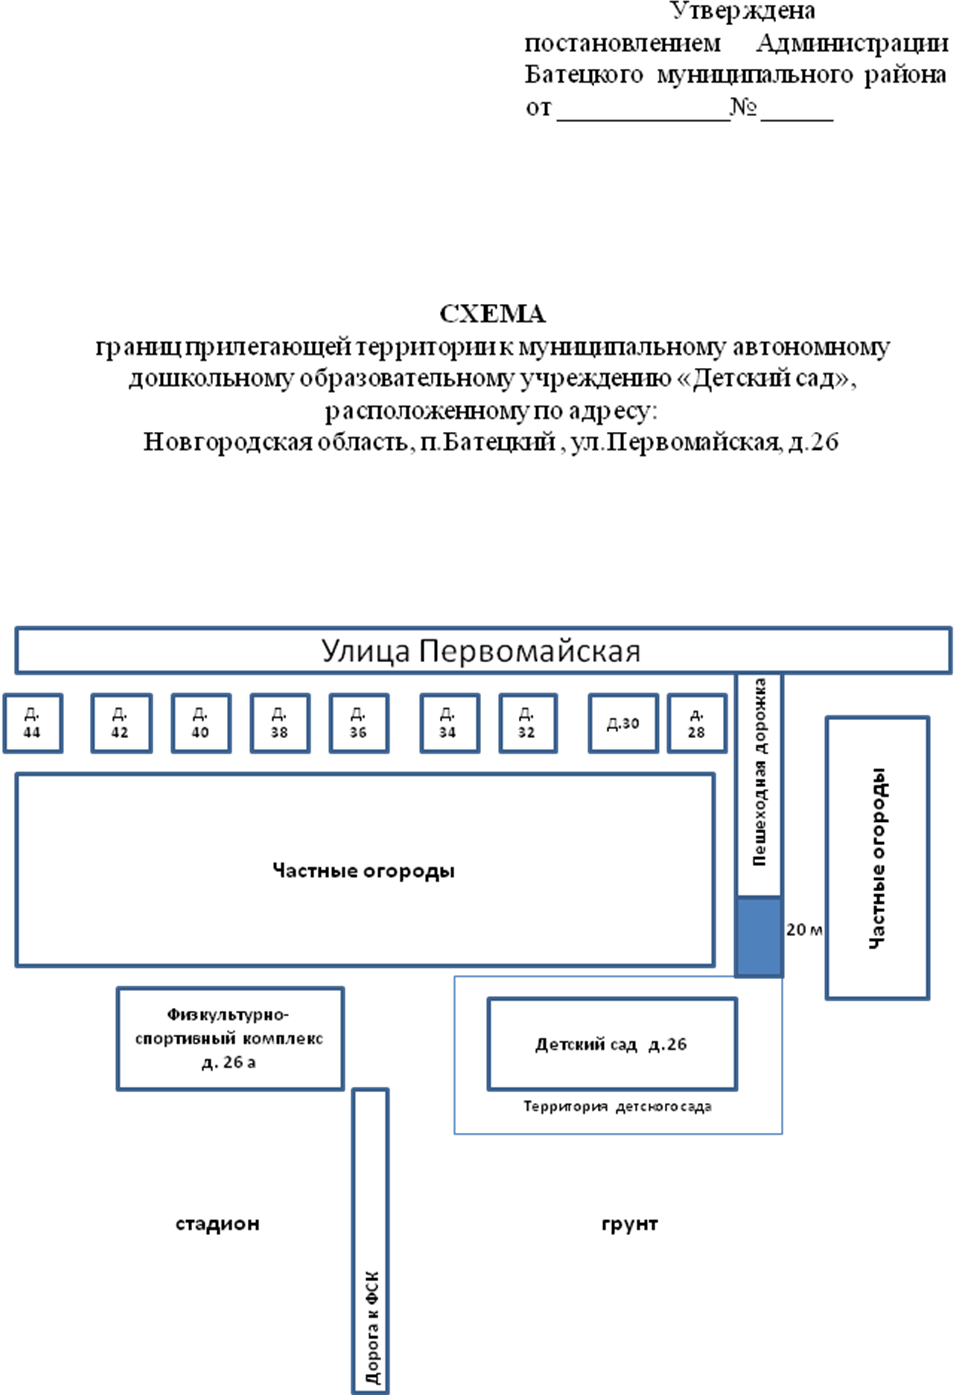 Утверждена
постановлением Администрации
Батецкого муниципального района
от _____________№ ______
СХЕМА
границ прилегающей территории к муниципальному автономному
дошкольному образовательному учреждению «Детский сад»,
расположенному по адресу:
Новгородская область, п.Батецкий , ул.Первомайская, д.26
Улица Первомайская
Д.
44
Д.
42
Д.
40
Д.
38
Д.
36
Д.
34
Д.
32
Д.30
д.
28
Пешеходная дорожка
Частные огороды
Частные огороды
20 м
Физкультурно-
спортивный комплекс
д. 26 а
Детский сад д.26
Территория детского сада
стадион
грунт
Дорога к ФСК